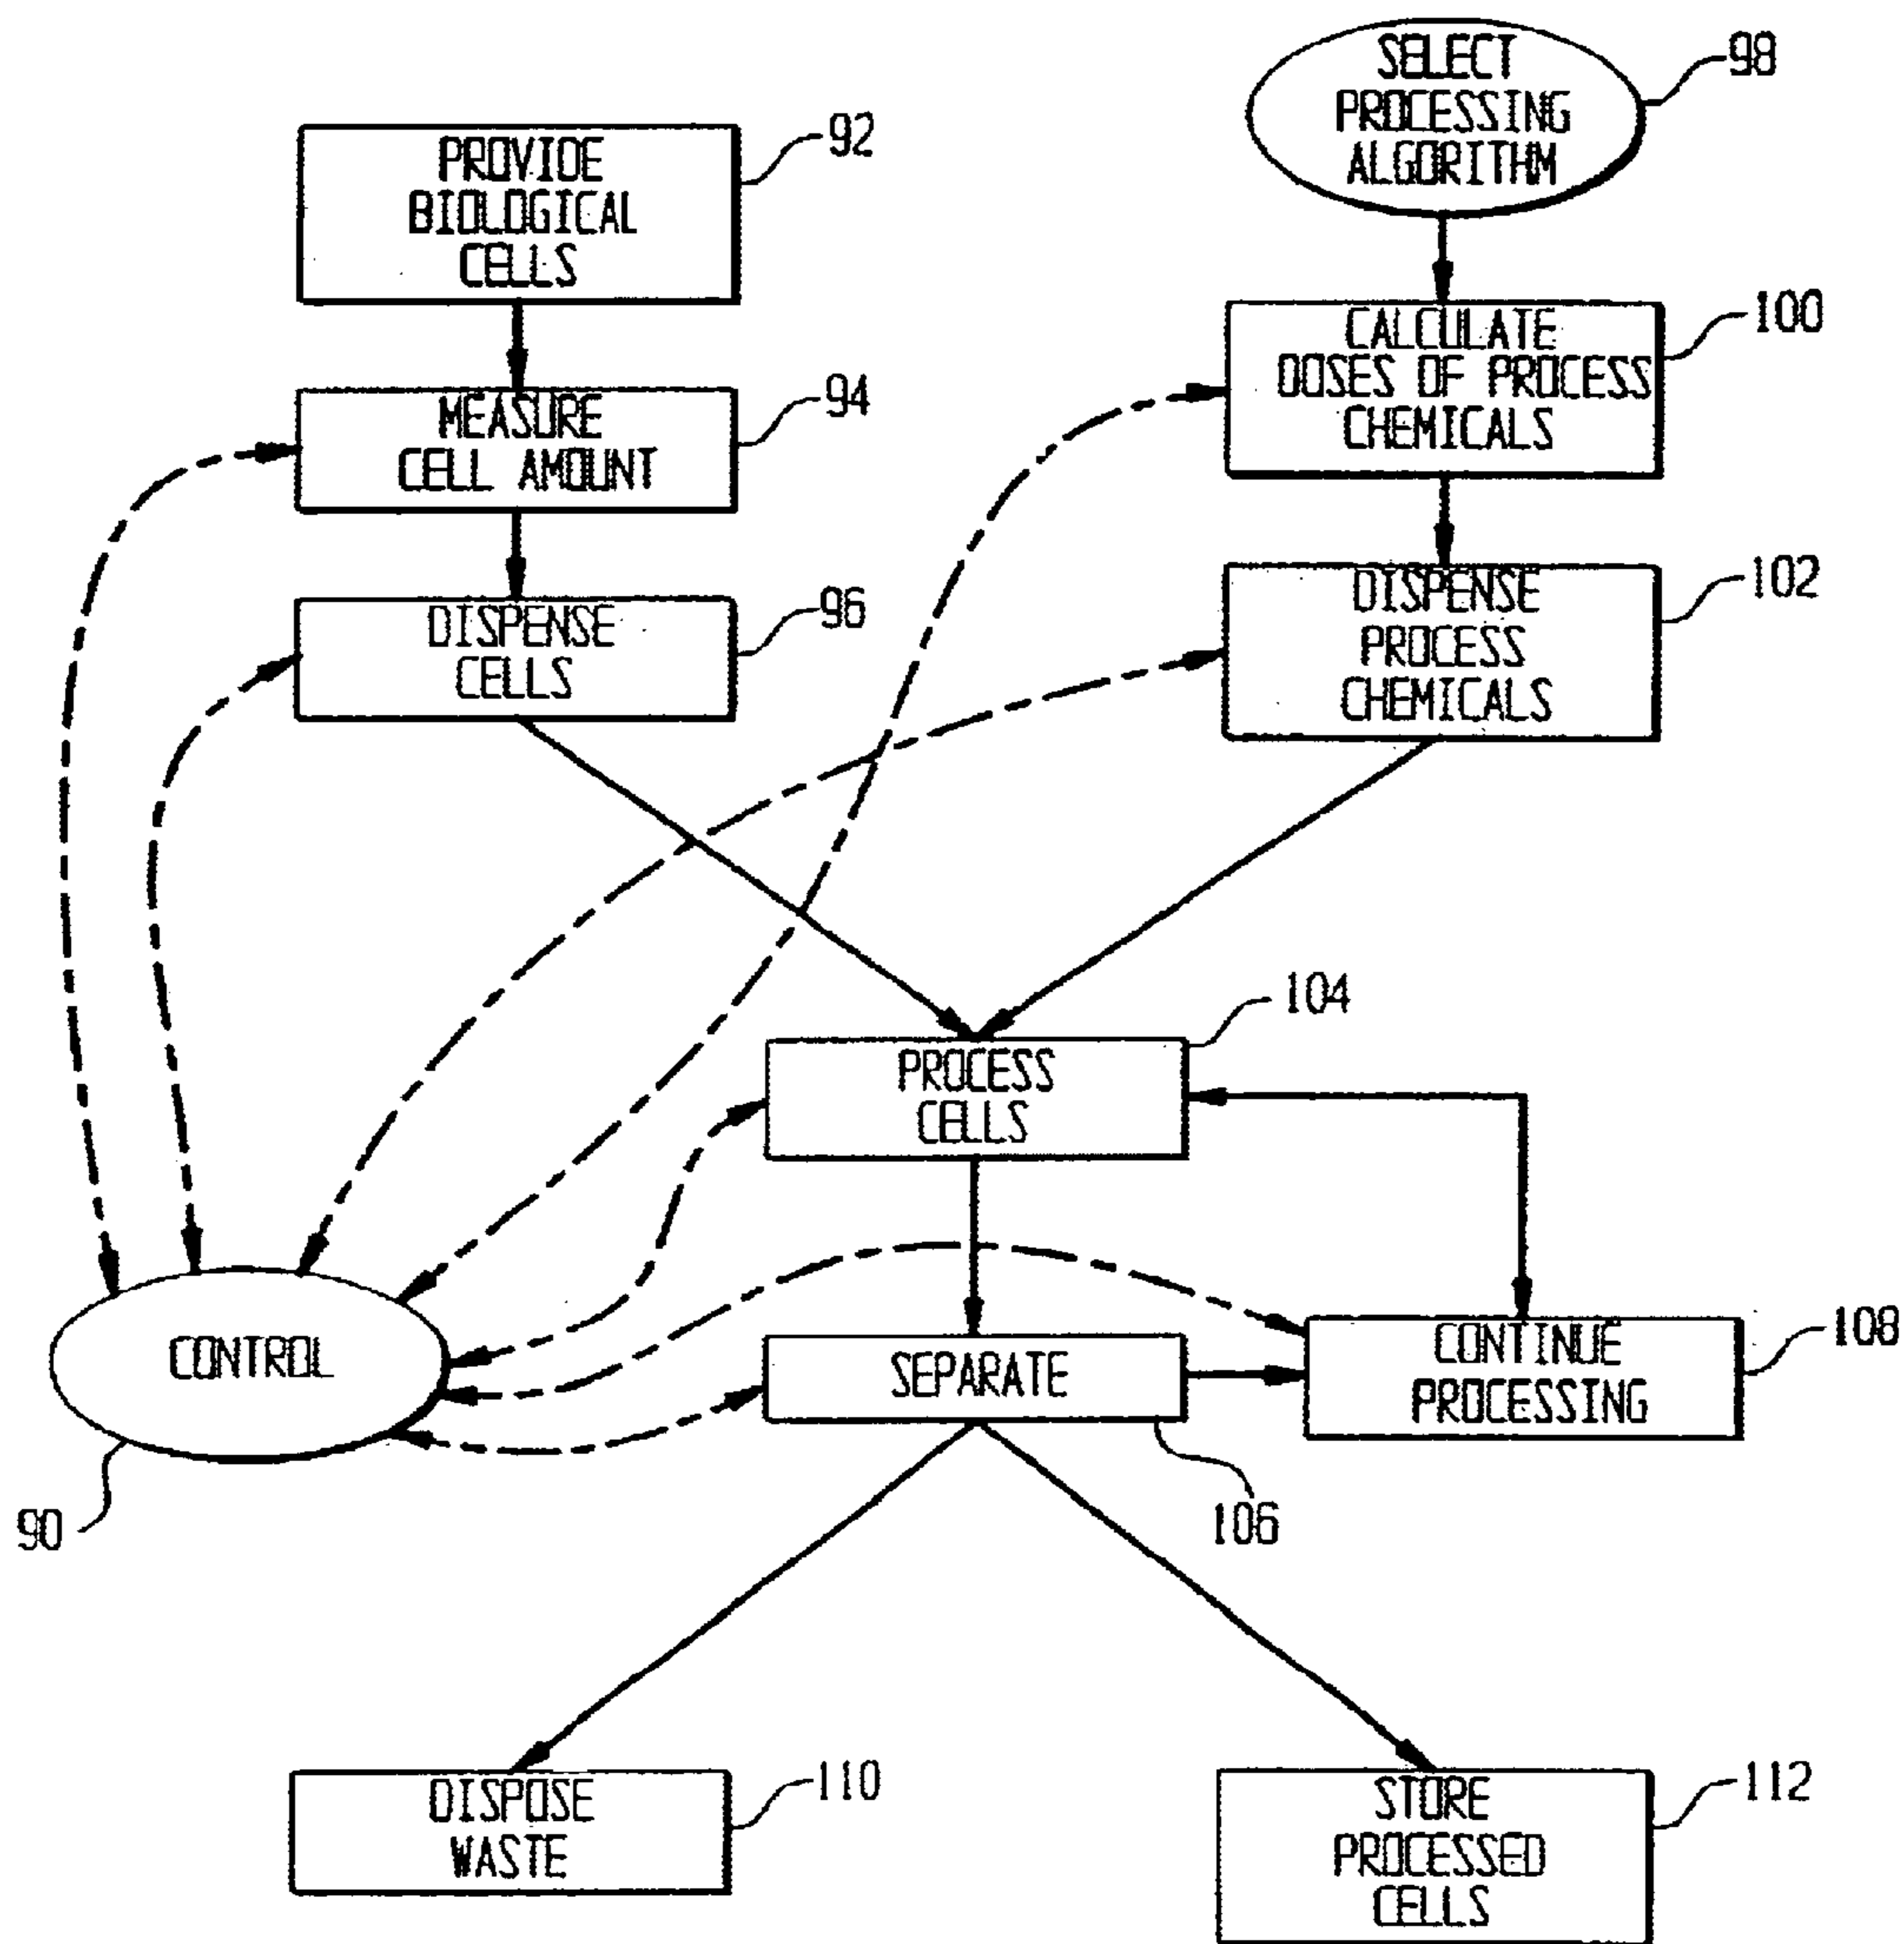 SELECT
PROCESSING
ALGORITHM
98
PROVIDE
BIOLOGICAL
CELLS
92
CALCULATE
DOSES OF PROCESS
CHEMICALS
100
MEASURE
CELL AMOUNT
94
DISPENSE
CELLS
96
DISPENSE
PROCESS
CHEMICALS
102
PROCESS
CELLS
104
CONTROL
90
SEPARATE
106
CONTINUE
PROCESSING
108
DISPOSE
WASTE
110
STORE
PROCESSED
CELLS
112